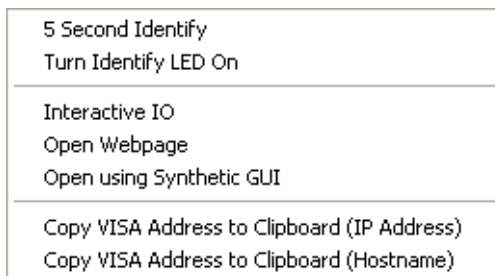 5 Second Identify
Turn Identify LED On
Interactive IO
Open Webpage
Open using Synthetic GUI
Copy VISA Address to Clipboard (IP Address)
Copy VISA Address to Clipboard (Hostname)